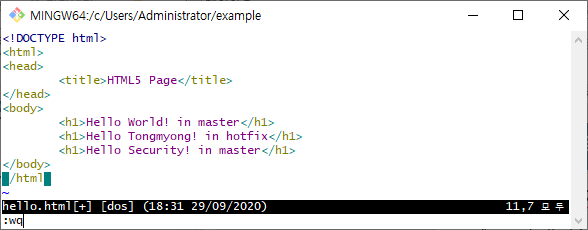 MINGW64:/c/Users/Administrator/example
<!DOCTYPE html>
<html>
<head>
<title>HTML5 Page</title>
</head>
<body>
<h1>Hello World! in master</h1>
<h1>Hello Tongmyong! in hotfix</h1>
<h1>Hello Security! in master</h1>
</body>
</html>
~
hello.html[+] [dos] (18:31 29/09/2020) 11,7 모두
:wq